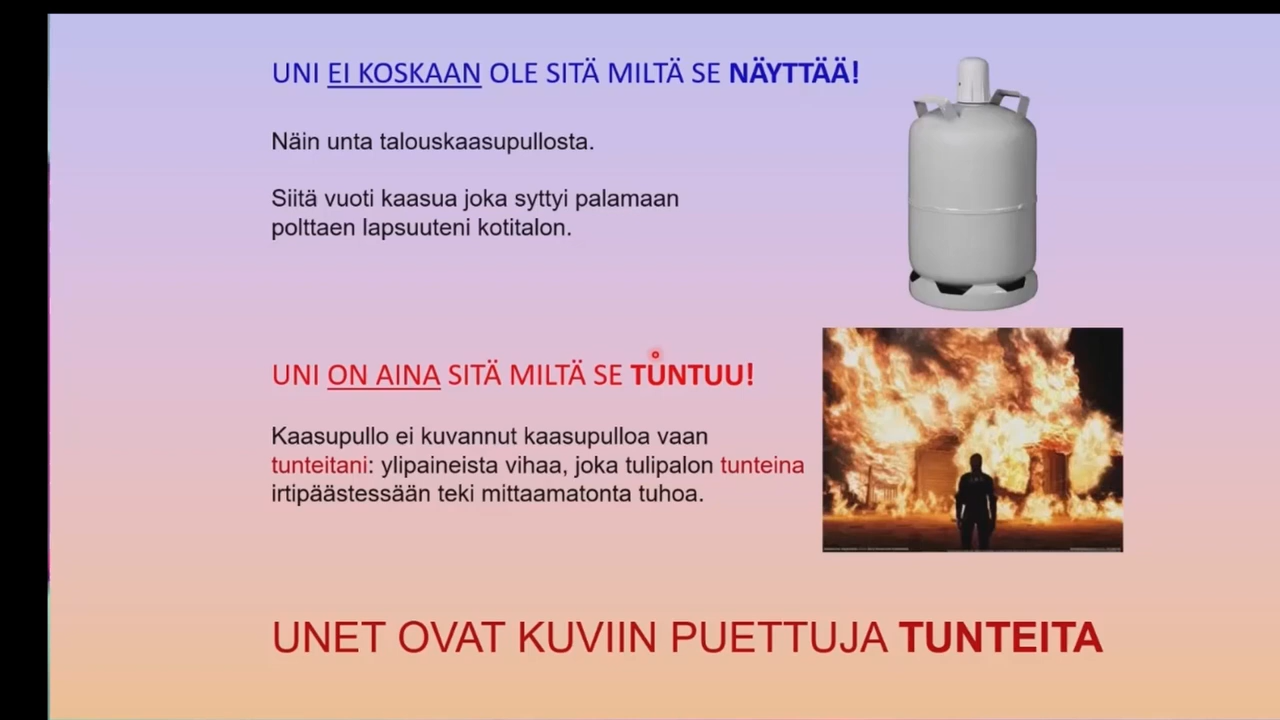 UNI EI KOSKAAN OLE SITÄ MILTÄ SE NÄYTTÄÄ!
Näin unta talouskaasupullosta.
Siitä vuoti kaasua joka syttyi palamaan
polttaen lapsuuteni kotitalon.
UNI ON AINA SITÄ MILTÄ SE TUNTUU!
Kaasupullo ei kuvannut kaasupulloa vaan
tunteitani: ylipaineista vihaa, joka tulipalon tunteina
irtipäästessään teki mittaamatonta tuhoa.
UNET OVAT KUVIIN PUETTUJA TUNTEITA